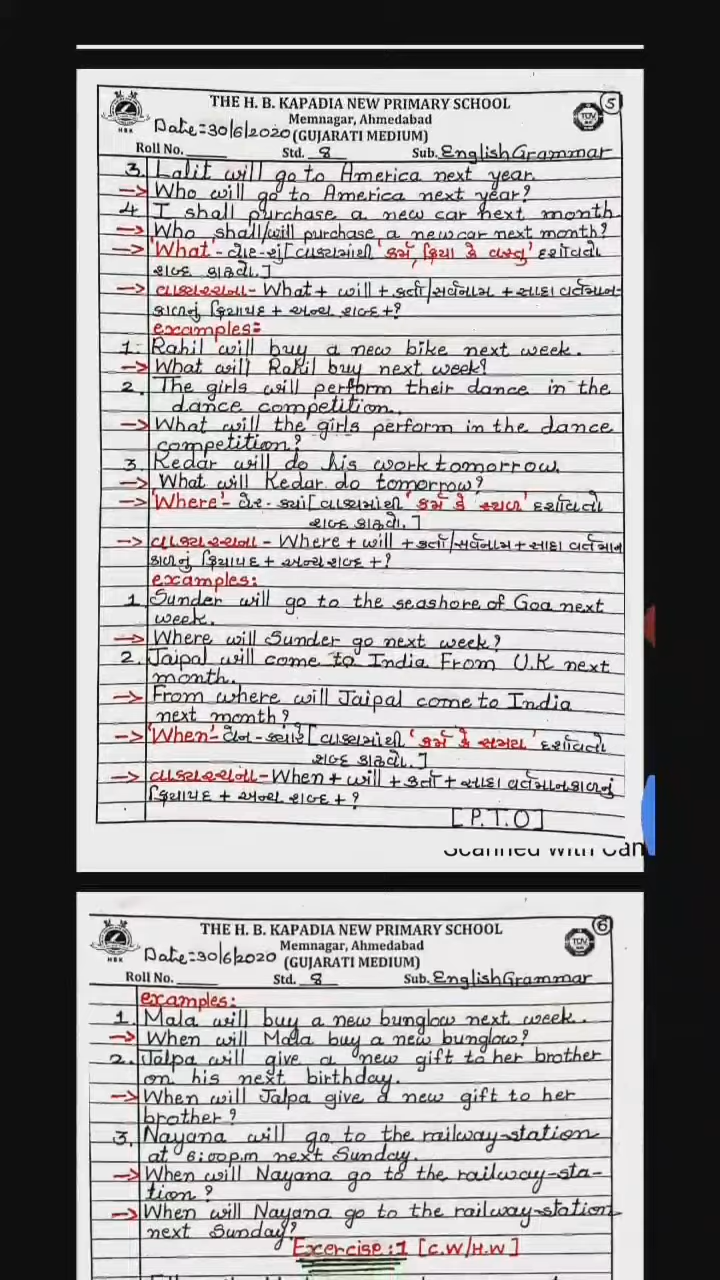 THE H. B. KAPADIA NEW PRIMARY SCHOOL
5
Memnagar, Ahmedabad
Date=30/6/2020 (GUJARATI MEDIUM)
Roll No. Std. 8 Sub. English Grammar
3. Lalit will go to America next year.
→ Who will go to America next year?
4. I shall purchase a new car next month
→ Who shall/will purchase a new car next month?
→ 'What' - વોટ-શું [વાક્યમાંથી 'કર્મ, ક્રિયા કે વસ્તુ' દર્શાવતો
શબ્દ કાઢવો.]
→ વાક્યરચના- What + will + કર્તા/સર્વનામ + સાદા વર્તમાન-
કાળનું ક્રિયાપદ + અન્ય શબ્દ +?
examples:
1. Rahil will buy a new bike next week.
→ What will Rahil buy next week?
2. The girls will perform their dance in the
dance competition.
→ What will the girls perform in the dance
competition?
3. Kedar will do his work tomorrow.
→ What will Kedar do tomorrow?
→ 'Where'- વેર-ક્યાં [વાક્યમાંથી 'કર્મ કે સ્થળ' દર્શાવતો
શબ્દ કાઢવો.]
→ વાક્યરચના - Where + will + કર્તા/સર્વનામ + સાદા વર્તમાન
કાળનું ક્રિયાપદ + અન્ય શબ્દ +?
examples:
1. Sunder will go to the seashore of Goa next
week.
→ Where will Sunder go next week?
2. Jaipal will come to India From U.K next
month.
→ From where will Jaipal come to India
next month?
→ 'When'- વેન-ક્યારે [વાક્યમાંથી 'કર્મ કે સમય' દર્શાવતો
શબ્દ કાઢવો.]
→ વાક્યરચના-When + will + કર્તા + સાદા વર્તમાનકાળનું
ક્રિયાપદ + અન્ય શબ્દ + ?
[P.T.O]
Scanned with Cam
THE H. B. KAPADIA NEW PRIMARY SCHOOL
6
Memnagar, Ahmedabad
Date=30/6/2020 (GUJARATI MEDIUM)
Roll No. Std. 8 Sub. English Grammar
examples:
1. Mala will buy a new bunglow next week.
→ When will Mala buy a new bunglow?
2. Jalpa will give a new gift to her brother
on his next birthday.
→ When will Jalpa give a new gift to her
brother?
3. Nayana will go to the railway-station
at 6:00p.m next Sunday.
→ When will Nayana go to the railway-sta-
tion?
→ When will Nayana go to the railway-station
next Sunday?
Exercise:1 [C.W/H.W]